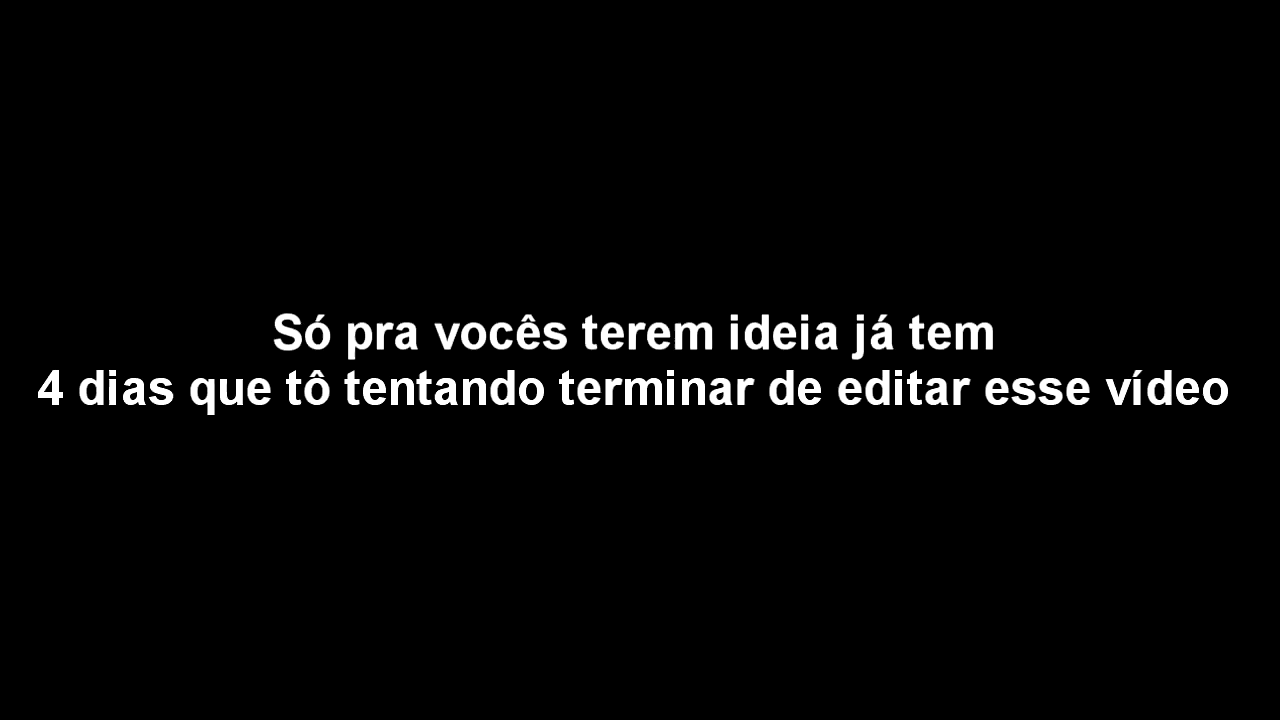 Só pra vocês terem ideia já tem
4 dias que tô tentando terminar de editar esse vídeo